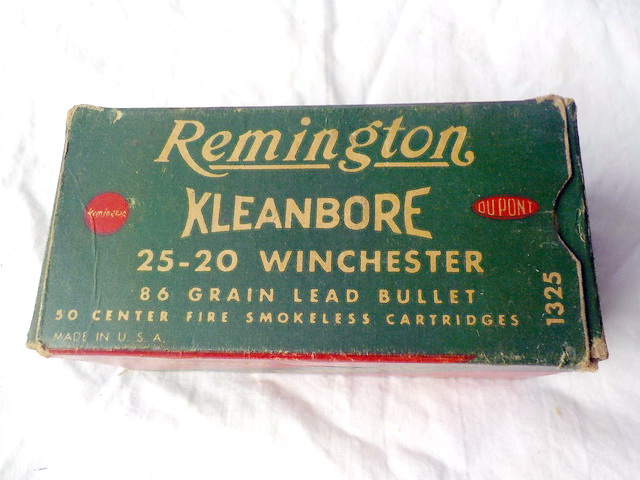 Remington
Remington
KLEANBORE
DU PONT
25-20 WINCHESTER
86 GRAIN LEAD BULLET
50 CENTER FIRE SMOKELESS CARTRIDGES
MADE IN U.S.A.
1325